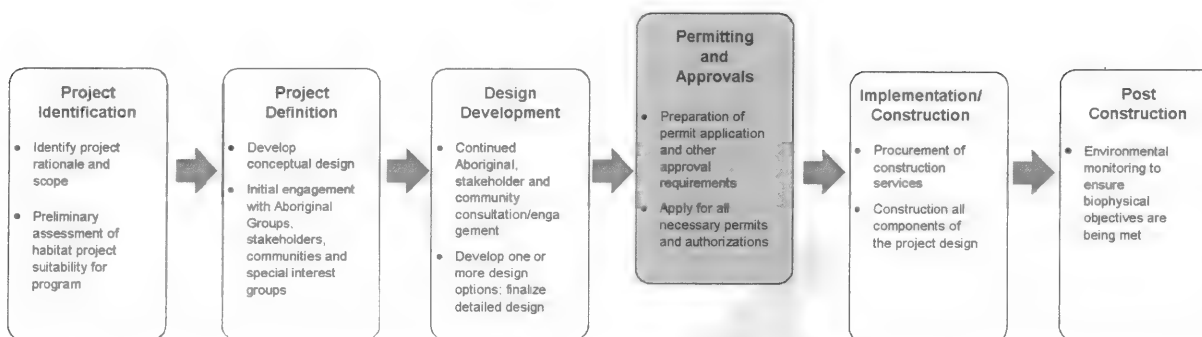 Project
Identification
• Identify project
rationale and
scope
• Preliminary
assessment of
habitat project
suitability for
program
Project
Definition
• Develop
conceptual design
• Initial engagement
with Aboriginal
Groups,
stakeholders,
communities and
special interest
groups
Design
Development
• Continued
Aboriginal,
stakeholder and
community
consultation/enga
gement
• Develop one or
more design
options: finalize
detailed design
Permitting
and
Approvals
• Preparation of
permit application
and other
approval
requirements
• Apply for all
necessary permits
and authorizations
Implementation/
Construction
• Procurement of
construction
services
• Construction all
components of
the project design
Post
Construction
• Environmental
monitoring to
ensure
biophysical
objectives are
being met